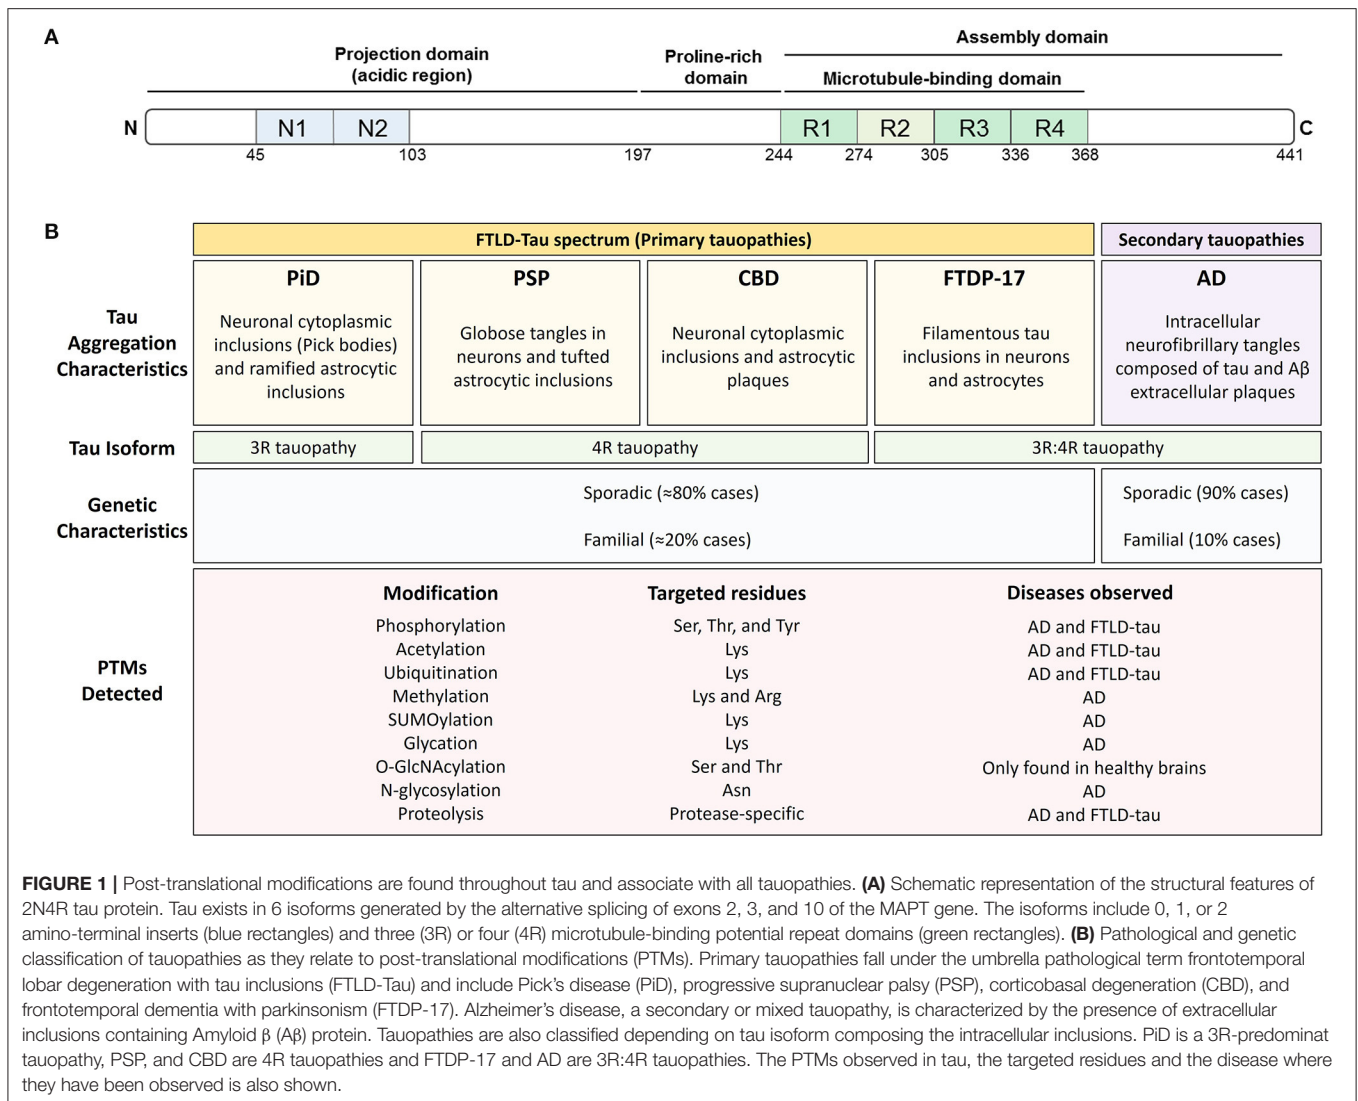 A
Projection domain
(acidic region)
Proline-rich
domain
Assembly domain
Microtubule-binding domain
N
N1
N2
R1
R2
R3
R4
C
45
103
197
244
274
305
336
368
441
B
FTLD-Tau spectrum (Primary tauopathies)
Secondary tauopathies
Tau
Aggregation
Characteristics
PiD
Neuronal cytoplasmic
inclusions (Pick bodies)
and ramified astrocytic
inclusions
PSP
Globose tangles in
neurons and tufted
astrocytic inclusions
CBD
Neuronal cytoplasmic
inclusions and astrocytic
plaques
FTDP-17
Filamentous tau
inclusions in neurons
and astrocytes
AD
Intracellular
neurofibrillary tangles
composed of tau and Aβ
extracellular plaques
Tau Isoform
3R tauopathy
4R tauopathy
3R:4R tauopathy
Genetic
Characteristics
Sporadic (≈80% cases)
Familial (≈20% cases)
Sporadic (90% cases)
Familial (10% cases)
PTMs
Detected
Modification Targeted residues Diseases observed
Phosphorylation Ser, Thr, and Tyr AD and FTLD-tau
Acetylation Lys AD and FTLD-tau
Ubiquitination Lys AD and FTLD-tau
Methylation Lys and Arg AD
SUMOylation Lys AD
Glycation Lys AD
O-GlcNAcylation Ser and Thr Only found in healthy brains
N-glycosylation Asn AD
Proteolysis Protease-specific AD and FTLD-tau
FIGURE 1 | Post-translational modifications are found throughout tau and associate with all tauopathies. (A) Schematic representation of the structural features of
2N4R tau protein. Tau exists in 6 isoforms generated by the alternative splicing of exons 2, 3, and 10 of the MAPT gene. The isoforms include 0, 1, or 2
amino-terminal inserts (blue rectangles) and three (3R) or four (4R) microtubule-binding potential repeat domains (green rectangles). (B) Pathological and genetic
classification of tauopathies as they relate to post-translational modifications (PTMs). Primary tauopathies fall under the umbrella pathological term frontotemporal
lobar degeneration with tau inclusions (FTLD-Tau) and include Pick's disease (PiD), progressive supranuclear palsy (PSP), corticobasal degeneration (CBD), and
frontotemporal dementia with parkinsonism (FTDP-17). Alzheimer's disease, a secondary or mixed tauopathy, is characterized by the presence of extracellular
inclusions containing Amyloid β (Aβ) protein. Tauopathies are also classified depending on tau isoform composing the intracellular inclusions. PiD is a 3R-predominat
tauopathy, PSP, and CBD are 4R tauopathies and FTDP-17 and AD are 3R:4R tauopathies. The PTMs observed in tau, the targeted residues and the disease where
they have been observed is also shown.